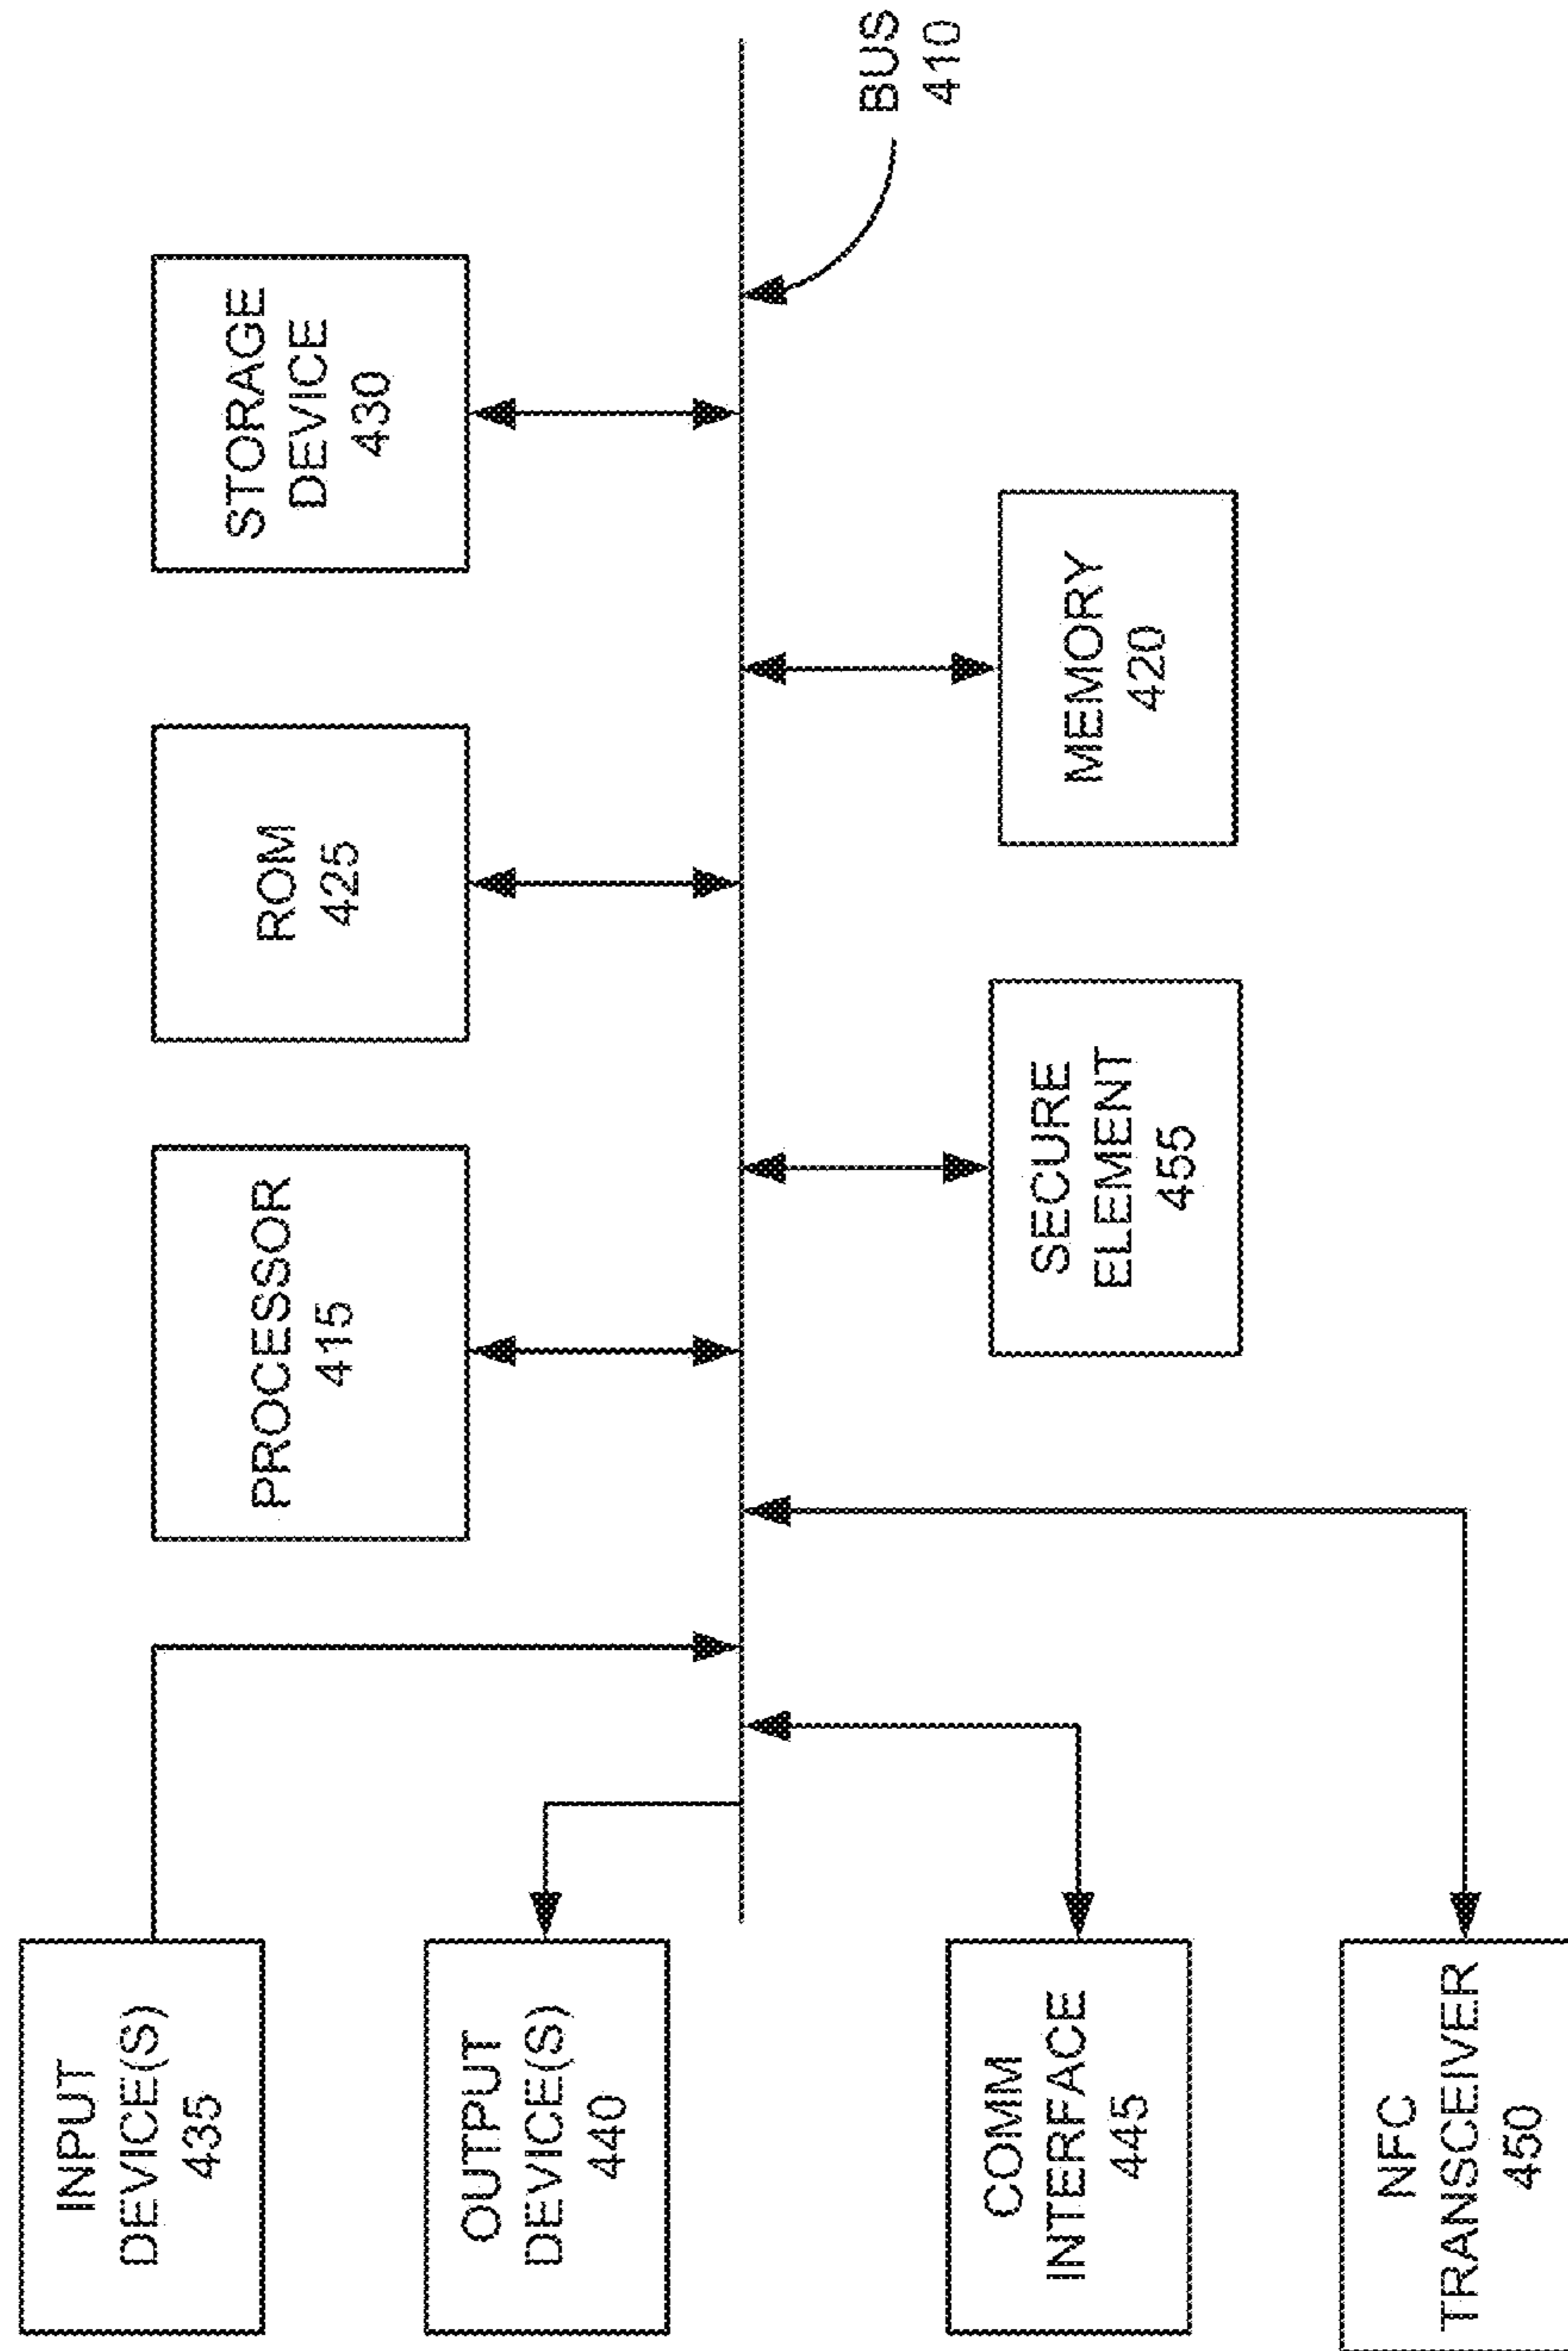 INPUT
DEVICE(S)
435
OUTPUT
DEVICE(S)
440
COMM
INTERFACE
445
NFC
TRANSCEIVER
450
PROCESSOR
415
ROM
425
STORAGE
DEVICE
430
SECURE
ELEMENT
455
MEMORY
420
BUS
410